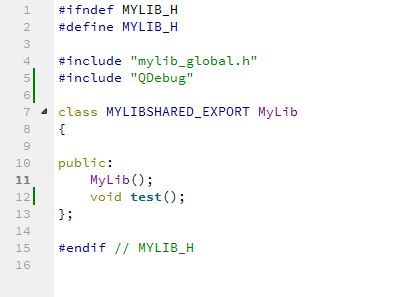 1 #ifndef MYLIB_H
2 #define MYLIB_H
3
4 #include "mylib_global.h"
5 #include "QDebug"
6
7 class MYLIBSHARED_EXPORT MyLib
8 {
9
10 public:
11     MyLib();
12     void test();
13 };
14
15 #endif // MYLIB_H
16